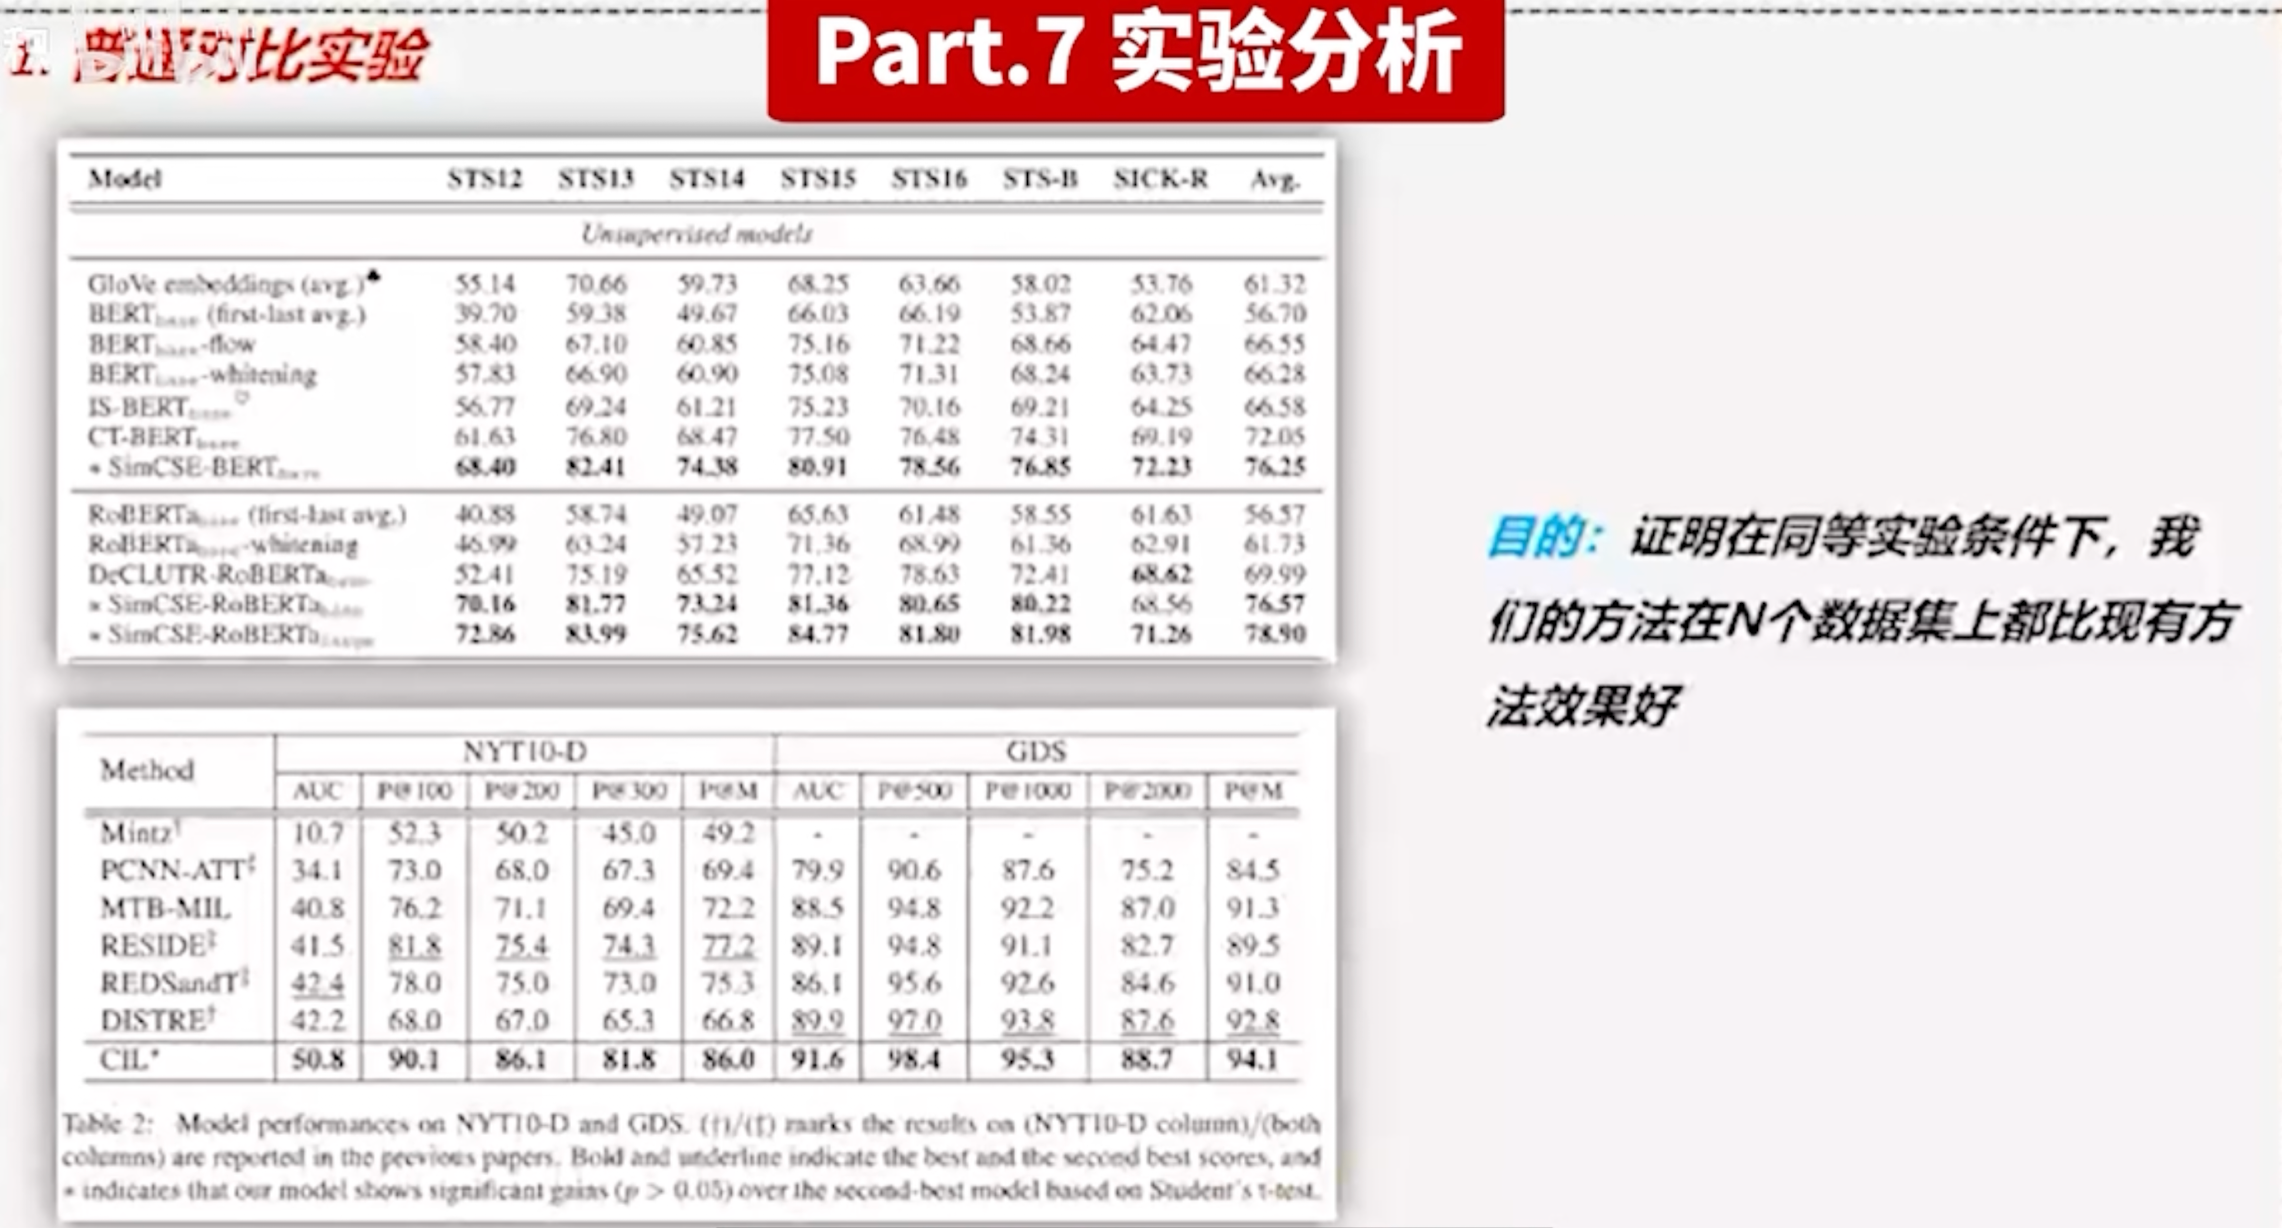 1. 普通对比实验
Part.7 实验分析
Model STS12 STS13 STS14 STS15 STS16 STS-B SICK-R Avg.
Unsupervised models
GloVe embeddings (avg.)♣ 55.14 70.66 59.73 68.25 63.66 58.02 53.76 61.32
BERTbase (first-last avg.) 39.70 59.38 49.67 66.03 66.19 53.87 62.06 56.70
BERTbase-flow 58.40 67.10 60.85 75.16 71.22 68.66 64.47 66.55
BERTbase-whitening 57.83 66.90 60.90 75.08 71.31 68.24 63.73 66.28
IS-BERTbase♡ 56.77 69.24 61.21 75.23 70.16 69.21 64.25 66.58
CT-BERTbase 61.63 76.80 68.47 77.50 76.48 74.31 69.19 72.05
* SimCSE-BERTbase 68.40 82.41 74.38 80.91 78.56 76.85 72.23 76.25
RoBERTabase (first-last avg.) 40.88 58.74 49.07 65.63 61.48 58.55 61.63 56.57
RoBERTabase-whitening 46.99 63.24 57.23 71.36 68.99 61.36 62.91 61.73
DeCLUTR-RoBERTabase 52.41 75.19 65.52 77.12 78.63 72.41 68.62 69.99
* SimCSE-RoBERTabase 70.16 81.77 73.24 81.36 80.65 80.22 68.56 76.57
* SimCSE-RoBERTalarge 72.86 83.99 75.62 84.77 81.80 81.98 71.26 78.90
目的：证明在同等实验条件下，我
们的方法在N个数据集上都比现有方
法效果好
Method NYT10-D GDS
AUC P@100 P@200 P@300 P@M AUC P@500 P@1000 P@2000 P@M
Mintz† 10.7 52.3 50.2 45.0 49.2 - - - - -
PCNN-ATT‡ 34.1 73.0 68.0 67.3 69.4 79.9 90.6 87.6 75.2 84.5
MTB-MIL 40.8 76.2 71.1 69.4 72.2 88.5 94.8 92.2 87.0 91.3
RESIDE‡ 41.5 81.8 75.4 74.3 77.2 89.1 94.8 91.1 82.7 89.5
REDSandT‡ 42.4 78.0 75.0 73.0 75.3 86.1 95.6 92.6 84.6 91.0
DISTRE† 42.2 68.0 67.0 65.3 66.8 89.9 97.0 93.8 87.6 92.8
CIL* 50.8 90.1 86.1 81.8 86.0 91.6 98.4 95.3 88.7 94.1
Table 2: Model performances on NYT10-D and GDS. (†)/(‡) marks the results on (NYT10-D column)/(both
columns) are reported in the previous papers. Bold and underline indicate the best and the second best scores, and
* indicates that our model shows significant gains (p > 0.05) over the second-best model based on Student's t-test.